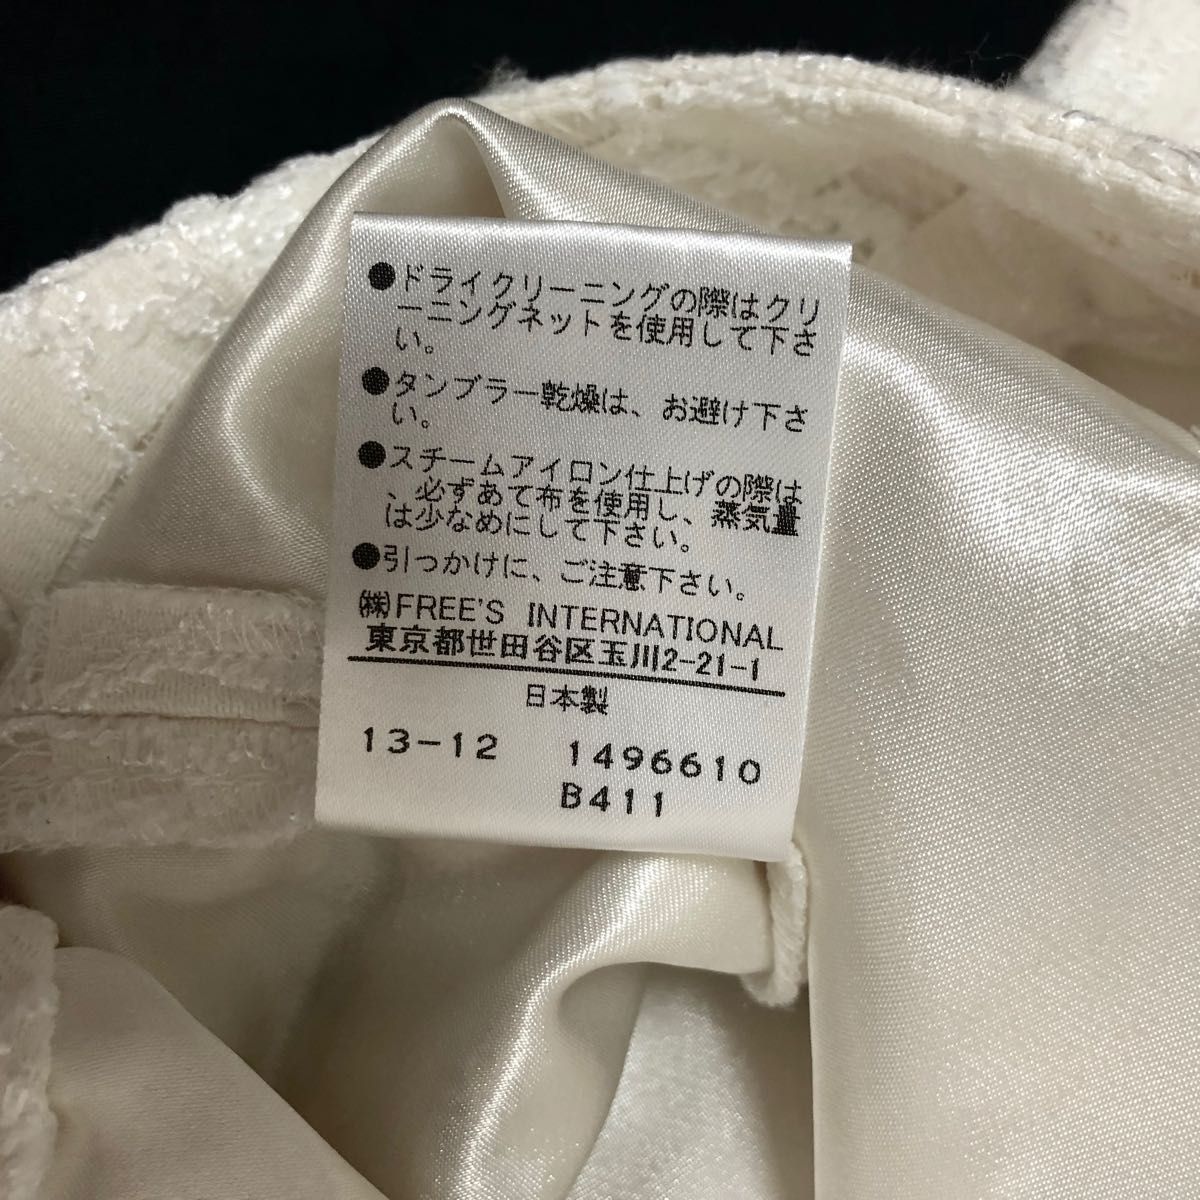 ●ドライクリーニングの際はクリ
ーニングネットを使用して下さ
い。
●タンブラー乾燥は、お避け下さ
い。
●スチームアイロン仕上げの際は
、必ずあて布を使用し、蒸気量
は少なめにして下さい。
●引っかけに、ご注意下さい。
㈱FREE'S INTERNATIONAL
東京都世田谷区玉川2-21-1
日本製
13-12 1496610
B411